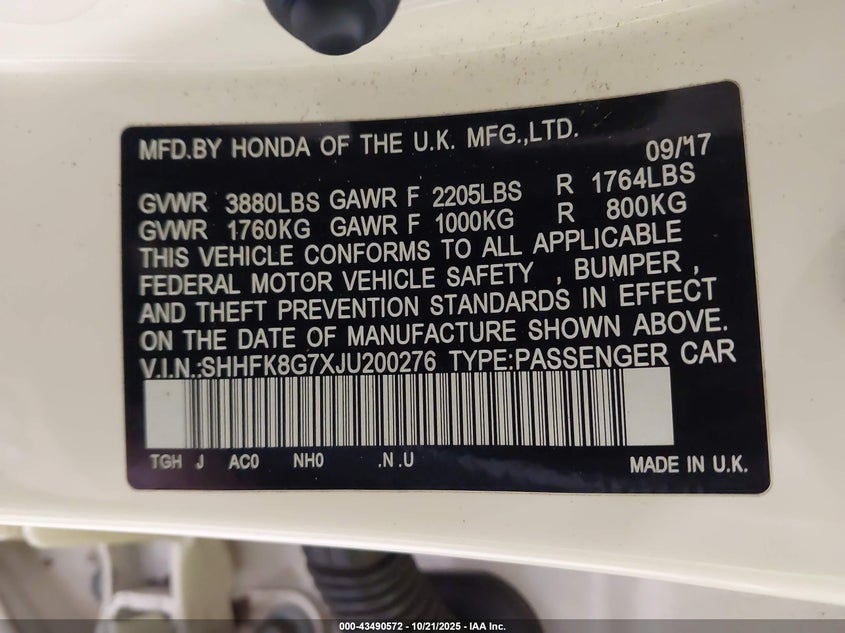 MFD.BY HONDA OF THE U.K. MFG.,LTD.
09/17
GVWR 3880LBS GAWR F 2205LBS R 1764LBS
GVWR 1760KG GAWR F 1000KG R 800KG
THIS VEHICLE CONFORMS TO ALL APPLICABLE
FEDERAL MOTOR VEHICLE SAFETY , BUMPER ,
AND THEFT PREVENTION STANDARDS IN EFFECT
ON THE DATE OF MANUFACTURE SHOWN ABOVE.
V.I.N.:SHHFK8G7XJU200276 TYPE:PASSENGER CAR
TGH J AC0 NH0 .N .U MADE IN U.K.
000-43490572 | 10/21/2025 | IAA Inc.